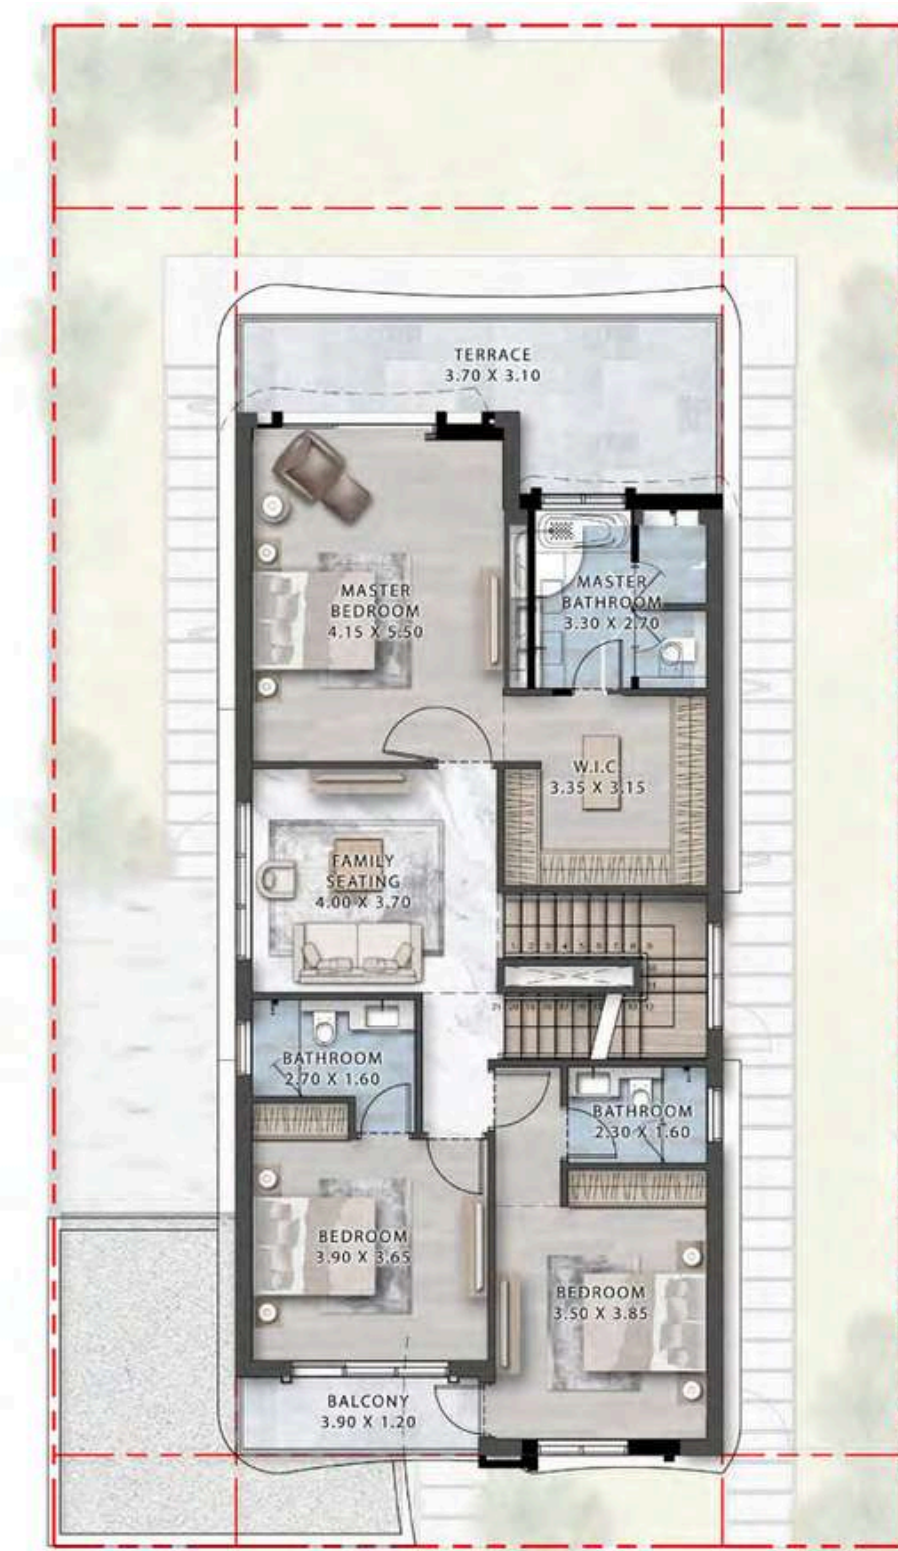 TERRACE
3.70 X 3.10
MASTER
BEDROOM
4.15 X 5.50
MASTER
BATHROOM
3.30 X 2.70
W.I.C
3.35 X 3.15
FAMILY
SEATING
4.00 X 3.70
BATHROOM
2.70 X 1.60
BATHROOM
2.30 X 1.60
BEDROOM
3.90 X 3.65
BEDROOM
3.50 X 3.85
BALCONY
3.90 X 1.20